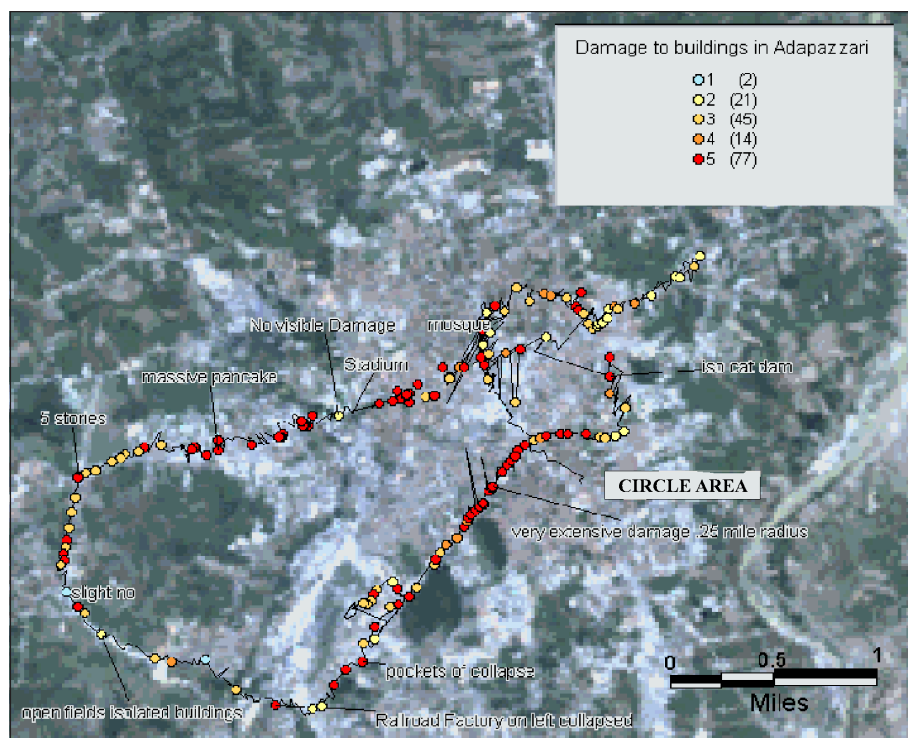 Damage to buildings in Adapazzari
1 (2)
2 (21)
3 (45)
4 (14)
5 (77)
No visible Damage
mosque
Stadium
massive pancake
iso cat dam
5 stories
CIRCLE AREA
very extensive damage .25 mile radius
slight no
pockets of collapse
open fields isolated buildings
Railroad Factory on left collapsed
0 0.5 1
Miles